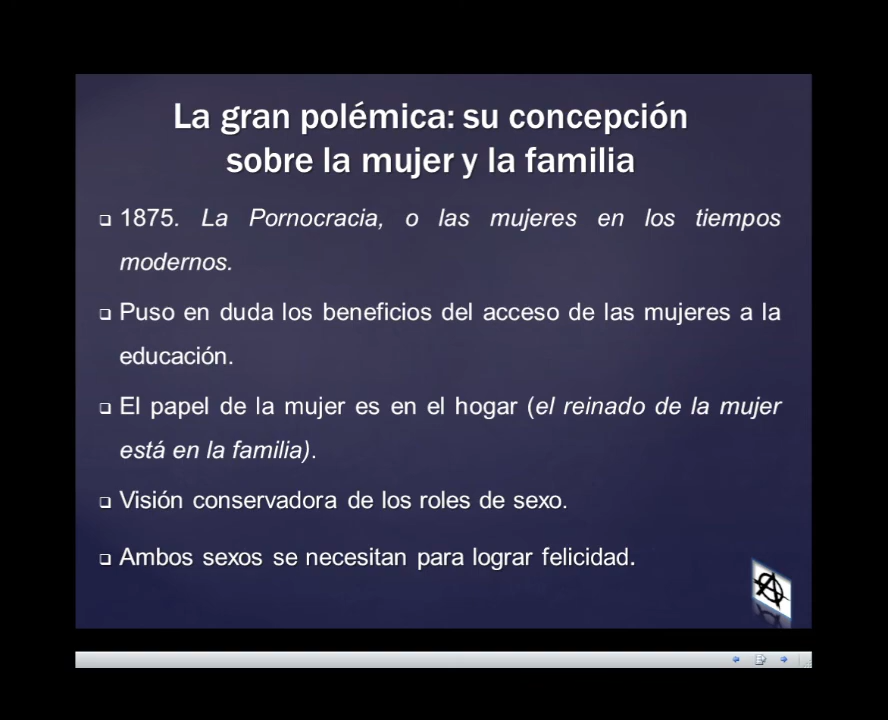 La gran polémica: su concepción
sobre la mujer y la familia
1875. La Pornocracia, o las mujeres en los tiempos
modernos.
Puso en duda los beneficios del acceso de las mujeres a la
educación.
El papel de la mujer es en el hogar (el reinado de la mujer
está en la familia).
Visión conservadora de los roles de sexo.
Ambos sexos se necesitan para lograr felicidad.